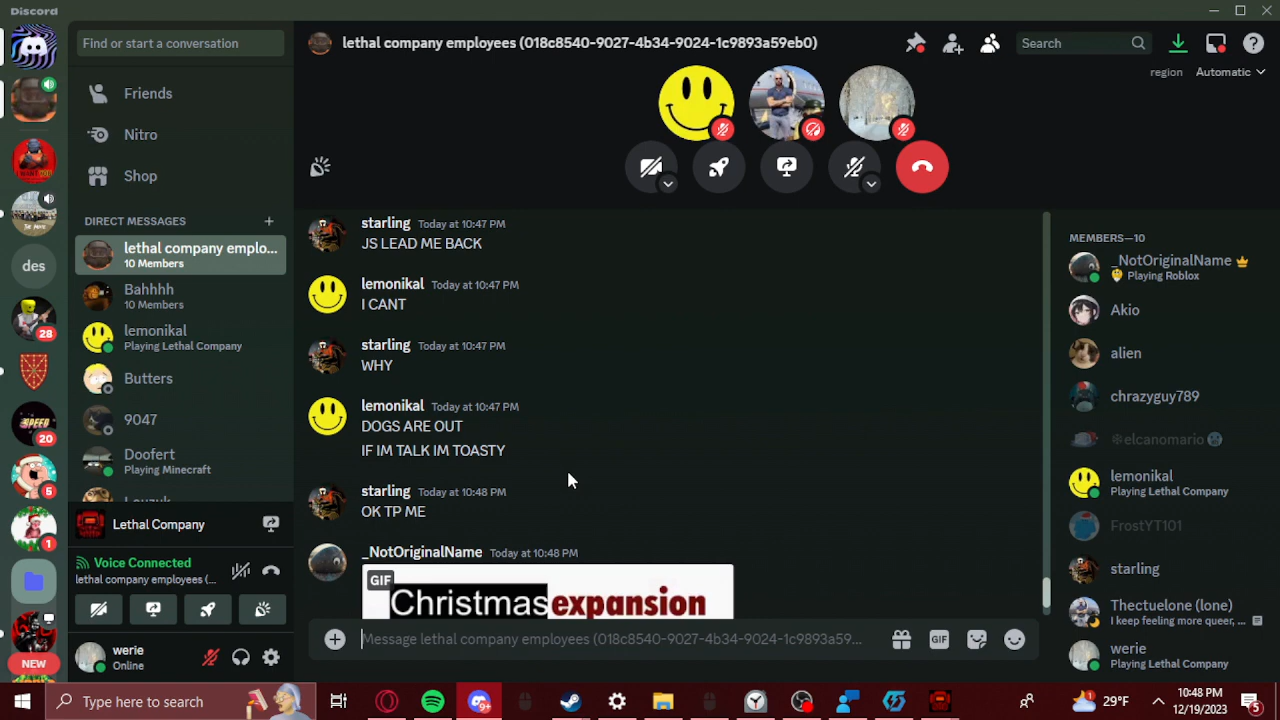 Discord
Find or start a conversation
Friends
Nitro
Shop
DIRECT MESSAGES
lethal company emplo...
10 Members
Bahhhh
10 Members
lemonikal
Playing Lethal Company
Butters
9047
Doofert
Playing Minecraft
Lethal Company
Voice Connected
lethal company employees (...
werie
Online
des
28
SPEED
20
5
1
NEW
lethal company employees (018c8540-9027-4b34-9024-1c9893a59eb0)
Search
region Automatic
starling Today at 10:47 PM
JS LEAD ME BACK
lemonikal Today at 10:47 PM
I CANT
starling Today at 10:47 PM
WHY
lemonikal Today at 10:47 PM
DOGS ARE OUT
IF IM TALK IM TOASTY
starling Today at 10:48 PM
OK TP ME
_NotOriginalName Today at 10:48 PM
GIF
Christmas expansion
Message lethal company employees (018c8540-9027-4b34-9024-1c9893a59...
GIF
MEMBERS—10
_NotOriginalName
Playing Roblox
Akio
alien
chrazyguy789
❄elcanomario
lemonikal
Playing Lethal Company
FrostYT101
starling
Thectuelone (lone)
I keep feeling more queer, ...
werie
Playing Lethal Company
Type here to search
9+
1
29°F
10:48 PM
12/19/2023
5